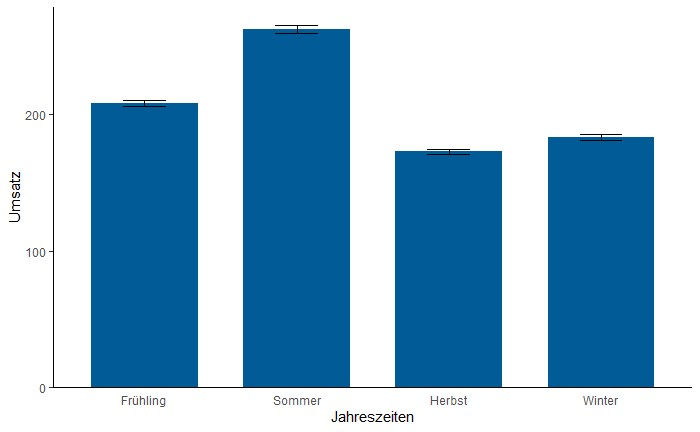 200
100
0
Umsatz
Frühling Sommer Herbst Winter
Jahreszeiten